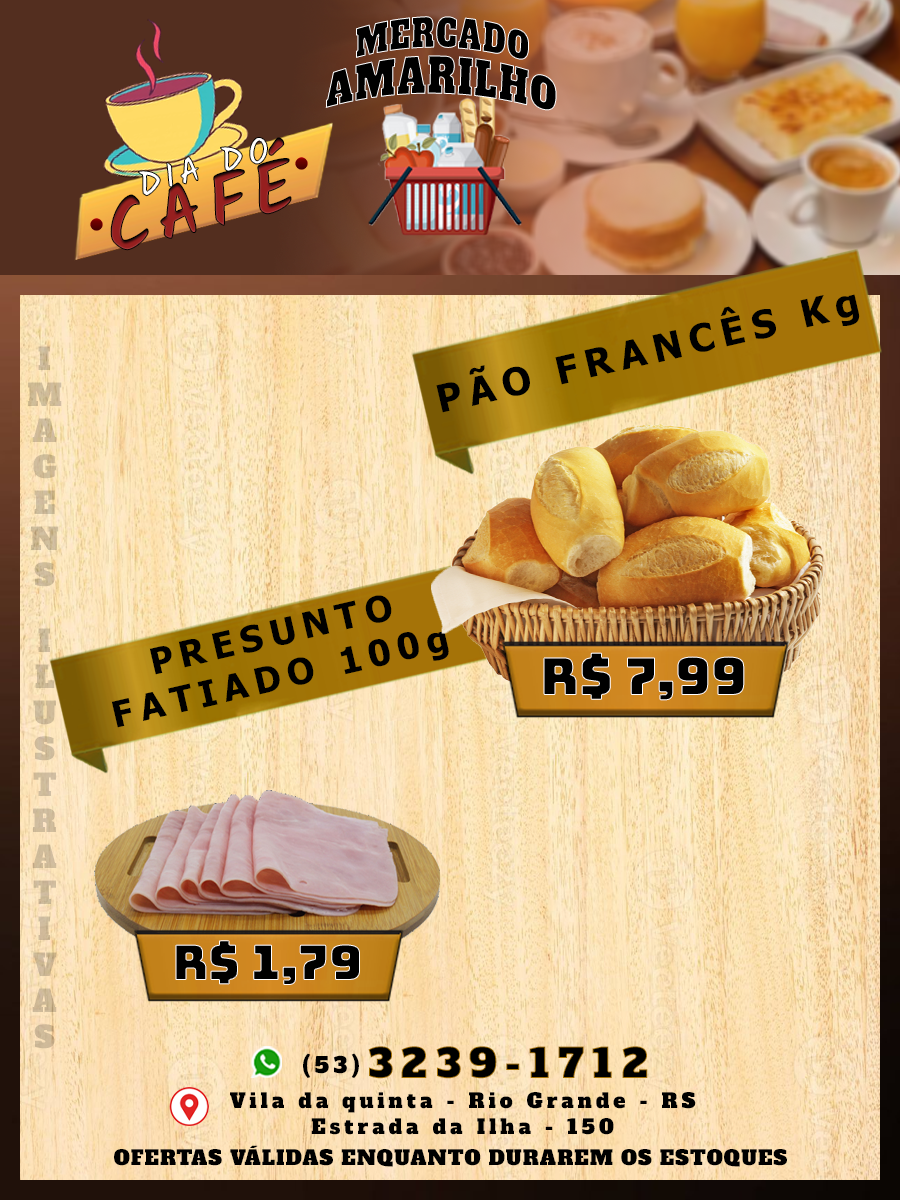 MERCADO
AMARILHO
DIA DO
CAFÉ
PÃO FRANCÊS Kg
R$ 7,99
PRESUNTO
FATIADO 100g
R$ 1,79
IMAGENS ILUSTRATIVAS
(53) 3239-1712
Vila da quinta - Rio Grande - RS
Estrada da Ilha - 150
OFERTAS VÁLIDAS ENQUANTO DURAREM OS ESTOQUES